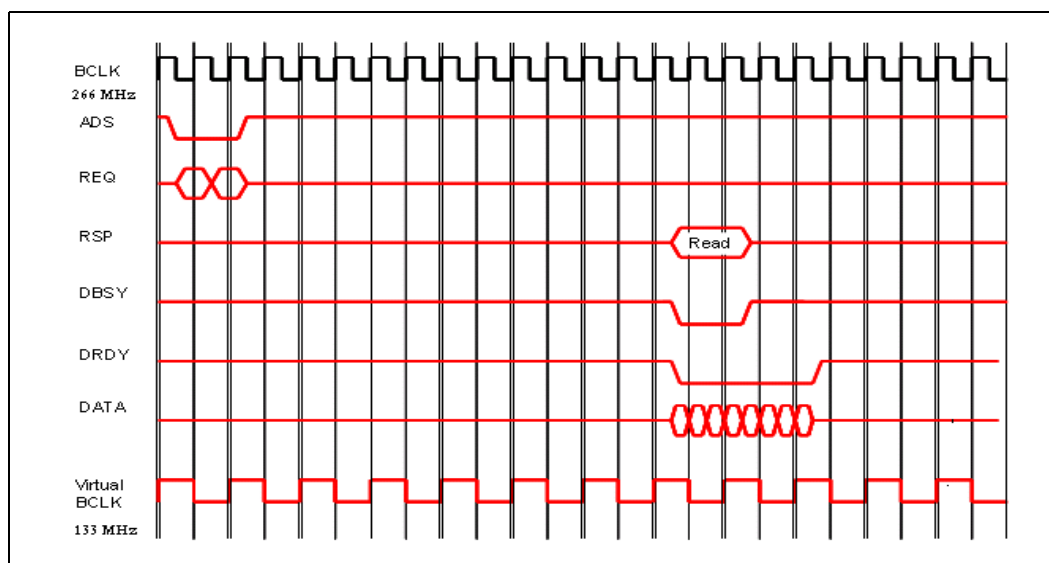 BCLK
266 MHz
ADS
REQ
RSP
Read
DBSY
DRDY
DATA
Virtual
BCLK
133 MHz